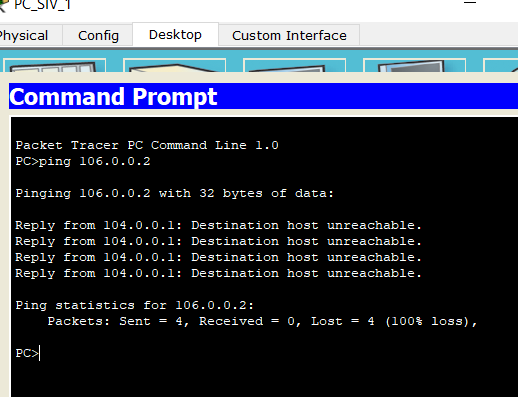 PC_SIV_1
Physical Config Desktop Custom Interface
Command Prompt
Packet Tracer PC Command Line 1.0
PC>ping 106.0.0.2
Pinging 106.0.0.2 with 32 bytes of data:
Reply from 104.0.0.1: Destination host unreachable.
Reply from 104.0.0.1: Destination host unreachable.
Reply from 104.0.0.1: Destination host unreachable.
Reply from 104.0.0.1: Destination host unreachable.
Ping statistics for 106.0.0.2:
Packets: Sent = 4, Received = 0, Lost = 4 (100% loss),
PC>